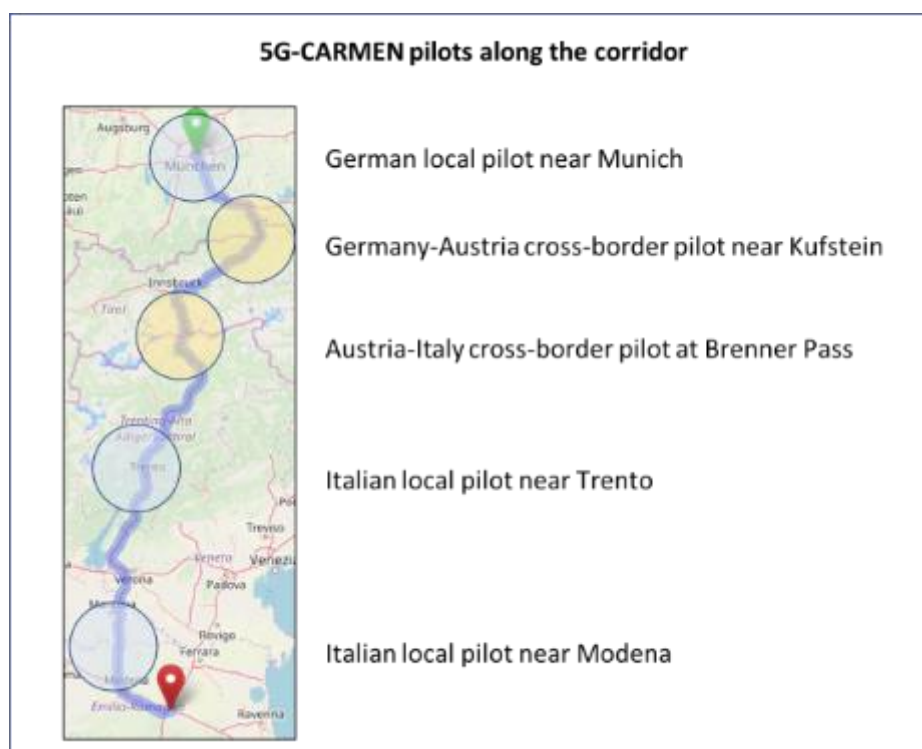 5G-CARMEN pilots along the corridor
Augsburg
München
German local pilot near Munich
Germany-Austria cross-border pilot near Kufstein
Innsbruck
Tirol
Austria-Italy cross-border pilot at Brenner Pass
Trento
Italian local pilot near Trento
Treviso
Veneto
Venezia
Verona
Padova
Rovigo
Ferrara
Italian local pilot near Modena
Modena
Ravenna